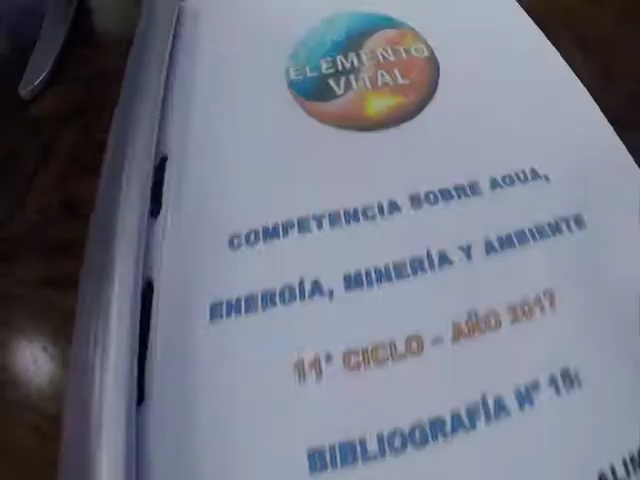 ELEMENTO
VITAL
COMPETENCIA SOBRE AGUA,
ENERGÍA, MINERÍA Y AMBIENTE
11° CICLO – AÑO 2017
BIBLIOGRAFÍA N° 15: